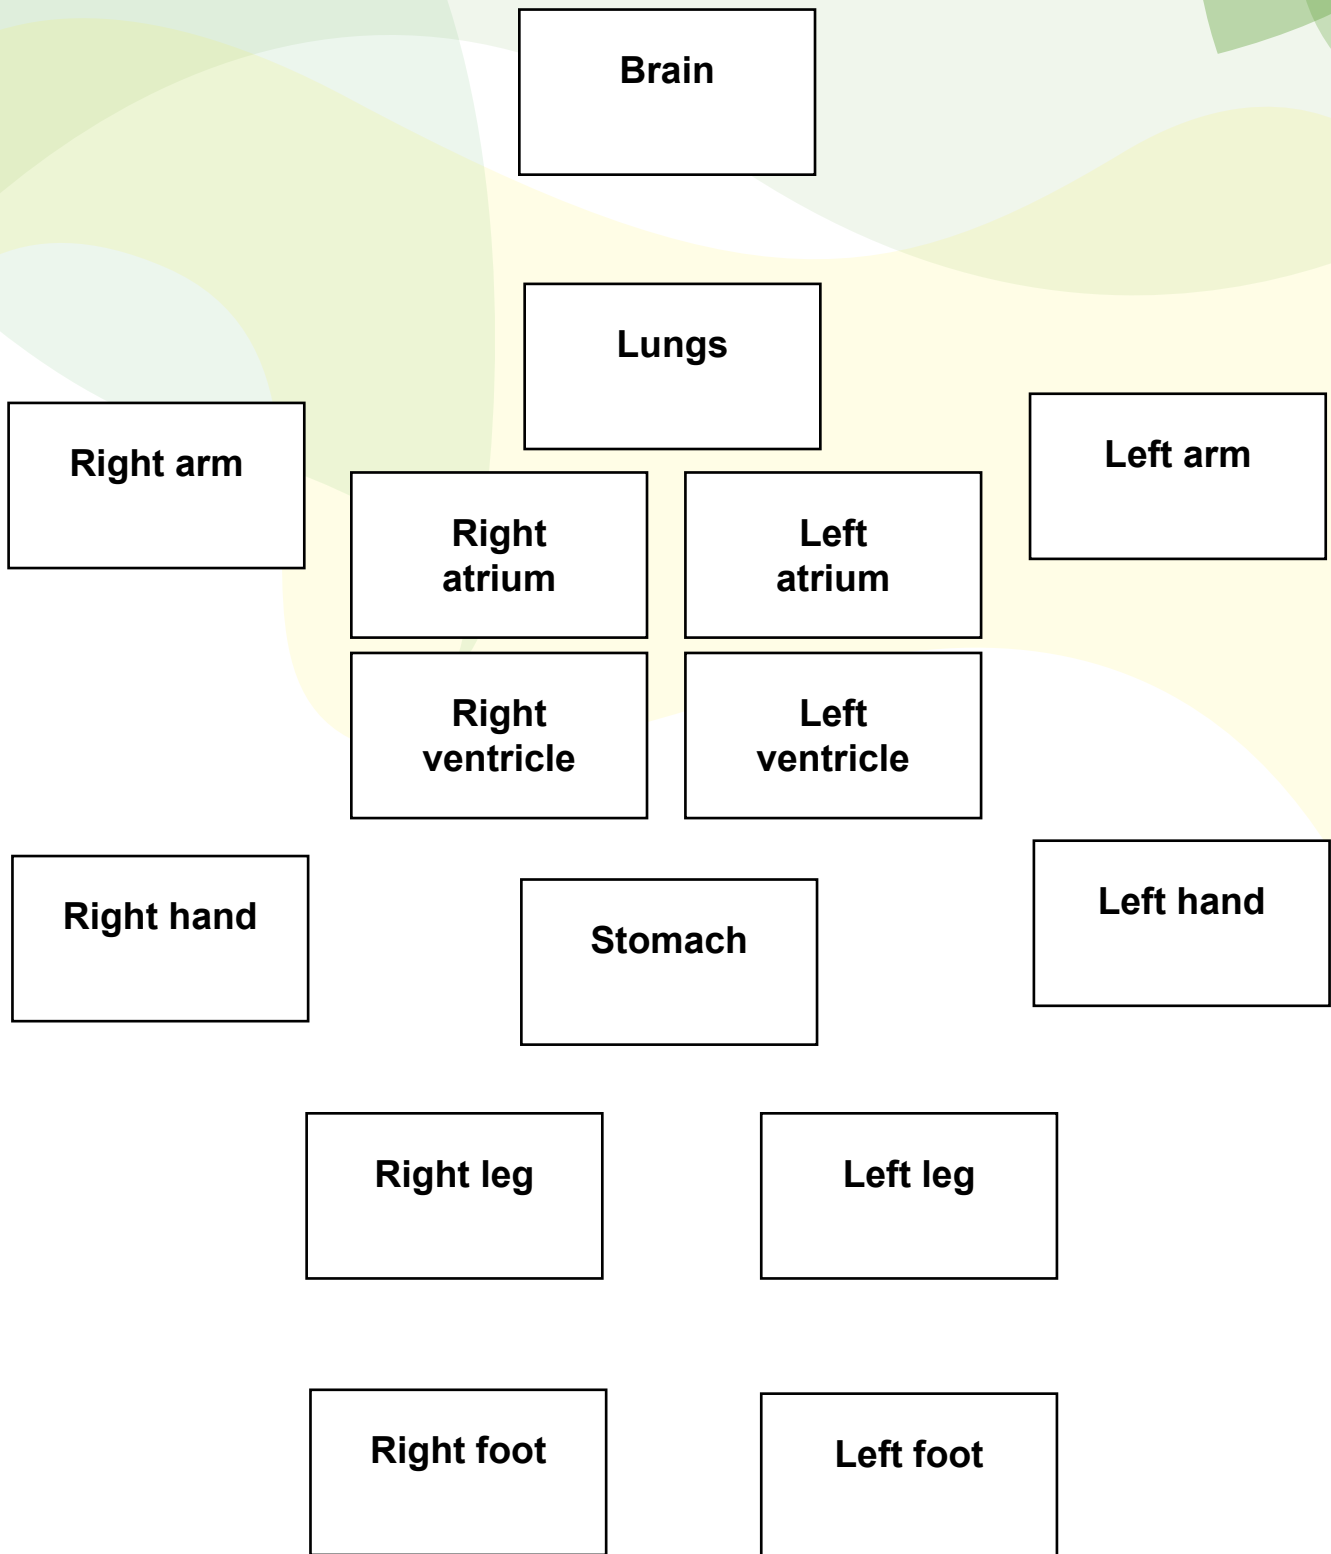 Brain
Lungs
Right arm
Left arm
Right
atrium
Left
atrium
Right
ventricle
Left
ventricle
Right hand
Left hand
Stomach
Right leg
Left leg
Right foot
Left foot